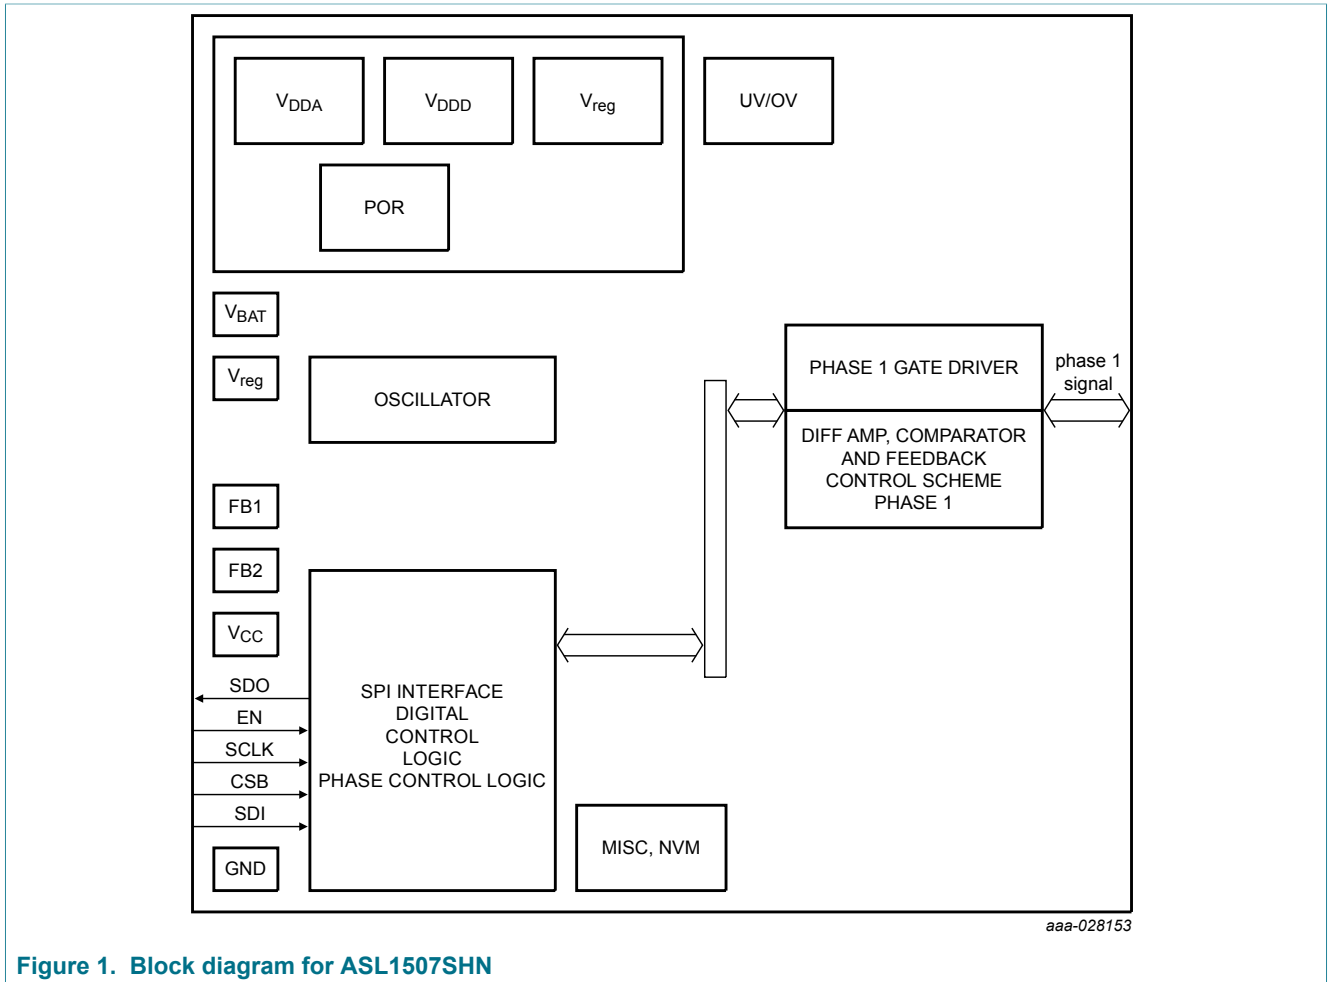 VDDA
VDDD
Vreg
UV/OV
POR
VBAT
Vreg
OSCILLATOR
PHASE 1 GATE DRIVER
phase 1
signal
DIFF AMP, COMPARATOR
AND FEEDBACK
CONTROL SCHEME
PHASE 1
FB1
FB2
VCC
SDO
EN
SCLK
CSB
SDI
GND
SPI INTERFACE
DIGITAL
CONTROL
LOGIC
PHASE CONTROL LOGIC
MISC, NVM
aaa-028153
Figure 1. Block diagram for ASL1507SHN